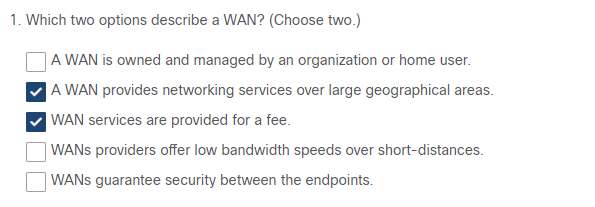 1. Which two options describe a WAN? (Choose two.)
A WAN is owned and managed by an organization or home user.
A WAN provides networking services over large geographical areas.
WAN services are provided for a fee.
WANs providers offer low bandwidth speeds over short-distances.
WANs guarantee security between the endpoints.